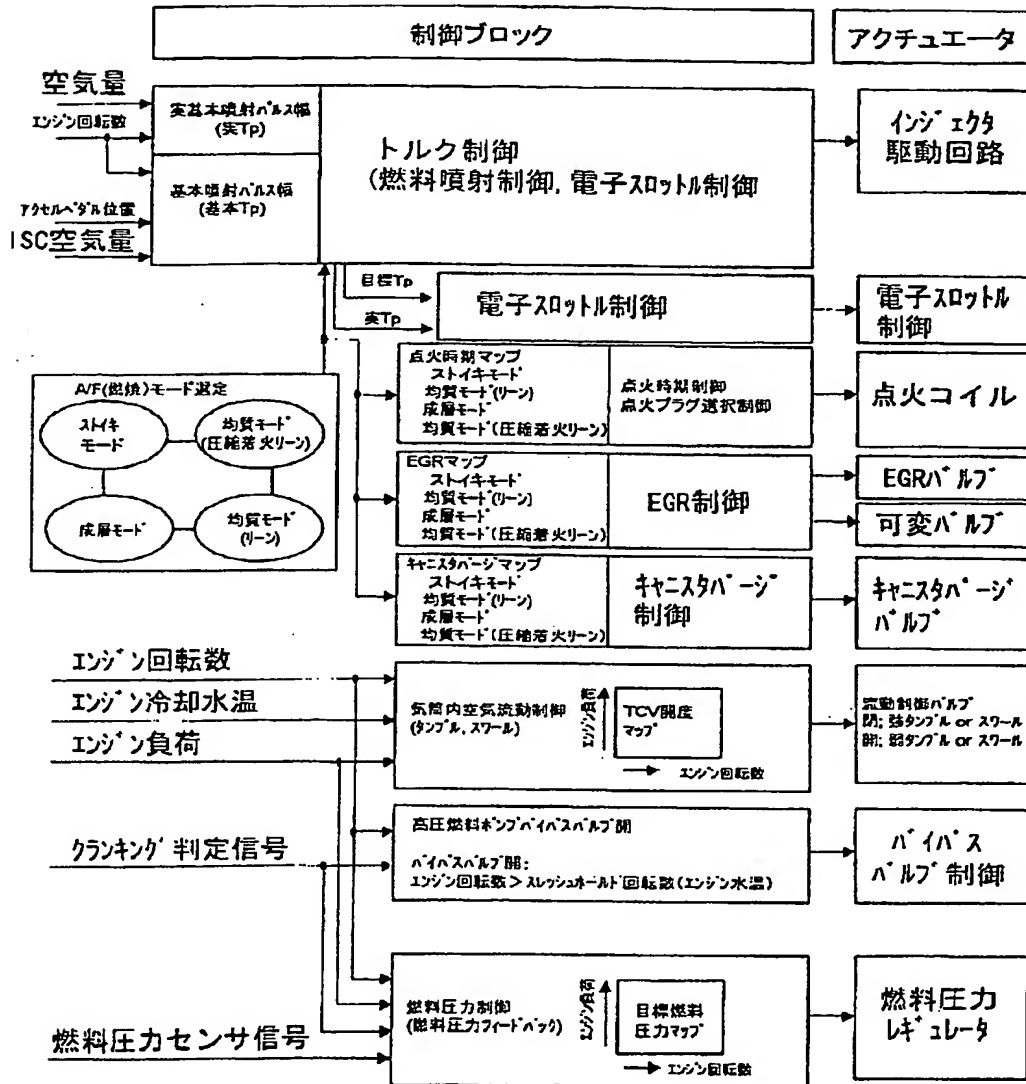 制御ブロック
アクチュエータ
空気量
エンジン回転数
アクセルペダル位置
ISC空気量
実基本噴射パルス幅
(実Tp)
基本噴射パルス幅
(基本Tp)
トルク制御
(燃料噴射制御, 電子スロットル制御
インジェクタ
駆動回路
目標Tp
実Tp
電子スロットル制御
電子スロットル
制御
A/F(燃焼)モード選定
ストイキ
モード
均質モード
(圧縮着火リーン)
成層モード
均質モード
(リーン)
点火時期マップ
ストイキモード
均質モード(リーン)
成層モード
均質モード(圧縮着火リーン)
点火時期制御
点火プラグ選択制御
点火コイル
EGRマップ
ストイキモード
均質モード(リーン)
成層モード
均質モード(圧縮着火リーン)
EGR制御
EGRバルブ
可変バルブ
キャニスタパージマップ
ストイキモード
均質モード(リーン)
成層モード
均質モード(圧縮着火リーン)
キャニスタパージ
制御
キャニスタパージ
バルブ
エンジン回転数
エンジン冷却水温
エンジン負荷
気筒内空気流動制御
(タンブル, スワール)
エンジン負荷
TCV開度
マップ
エンジン回転数
流動制御バルブ
閉: 強タンブル or スワール
開: 弱タンブル or スワール
クランキング判定信号
高圧燃料ポンプバイパスバルブ開
バイパスバルブ開:
エンジン回転数>スレッシュホールド回転数(エンジン水温)
バイパス
バルブ制御
燃料圧力センサ信号
燃料圧力制御
(燃料圧力フィードバック)
エンジン負荷
目標燃料
圧力マップ
エンジン回転数
燃料圧力
レギュレータ